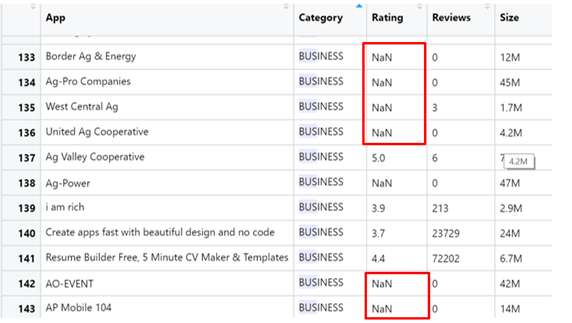 App Category Rating Reviews Size
133 Border Ag & Energy BUSINESS NaN 0 12M
134 Ag-Pro Companies BUSINESS NaN 0 45M
135 West Central Ag BUSINESS NaN 3 1.7M
136 United Ag Cooperative BUSINESS NaN 0 4.2M
137 Ag Valley Cooperative BUSINESS 5.0 6 7 4.2M
138 Ag-Power BUSINESS NaN 0 47M
139 i am rich BUSINESS 3.9 213 2.9M
140 Create apps fast with beautiful design and no code BUSINESS 3.7 23729 24M
141 Resume Builder Free, 5 Minute CV Maker & Templates BUSINESS 4.4 72202 6.7M
142 AO-EVENT BUSINESS NaN 0 42M
143 AP Mobile 104 BUSINESS NaN 0 14M